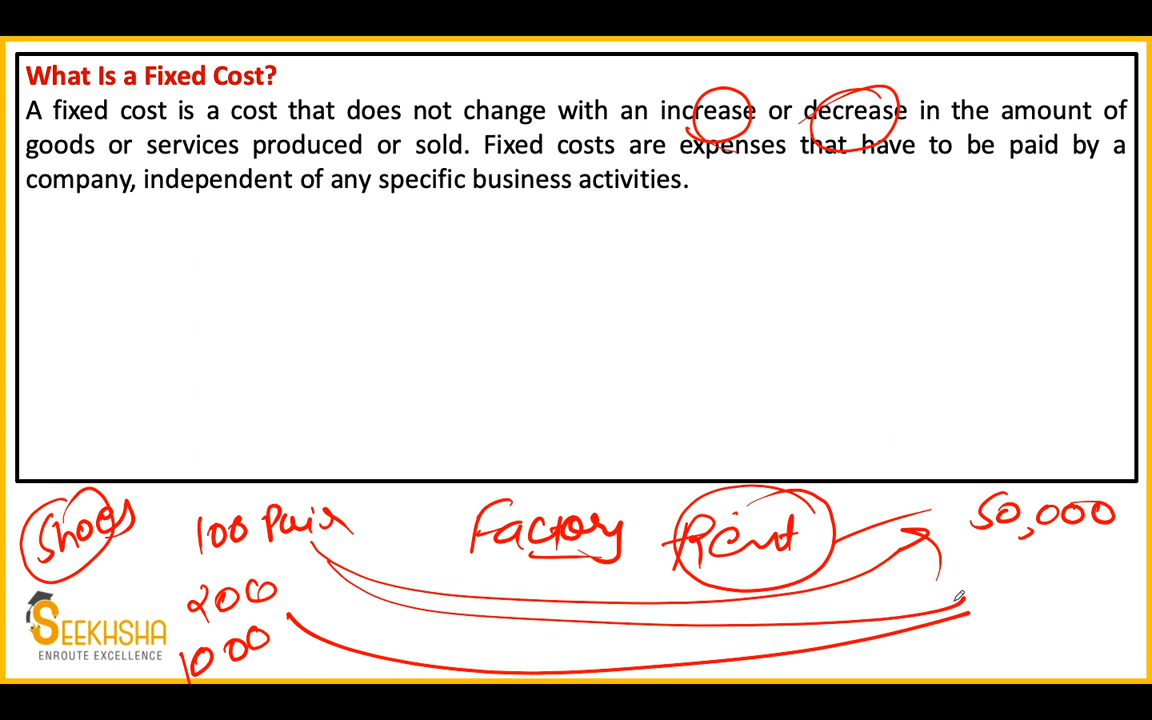 What Is a Fixed Cost?
A fixed cost is a cost that does not change with an increase or decrease in the amount of
goods or services produced or sold. Fixed costs are expenses that have to be paid by a
company, independent of any specific business activities.
Shoes 100 Pair Factory Rent 50,000
200
1000
SEEKHSHA
ENROUTE EXCELLENCE